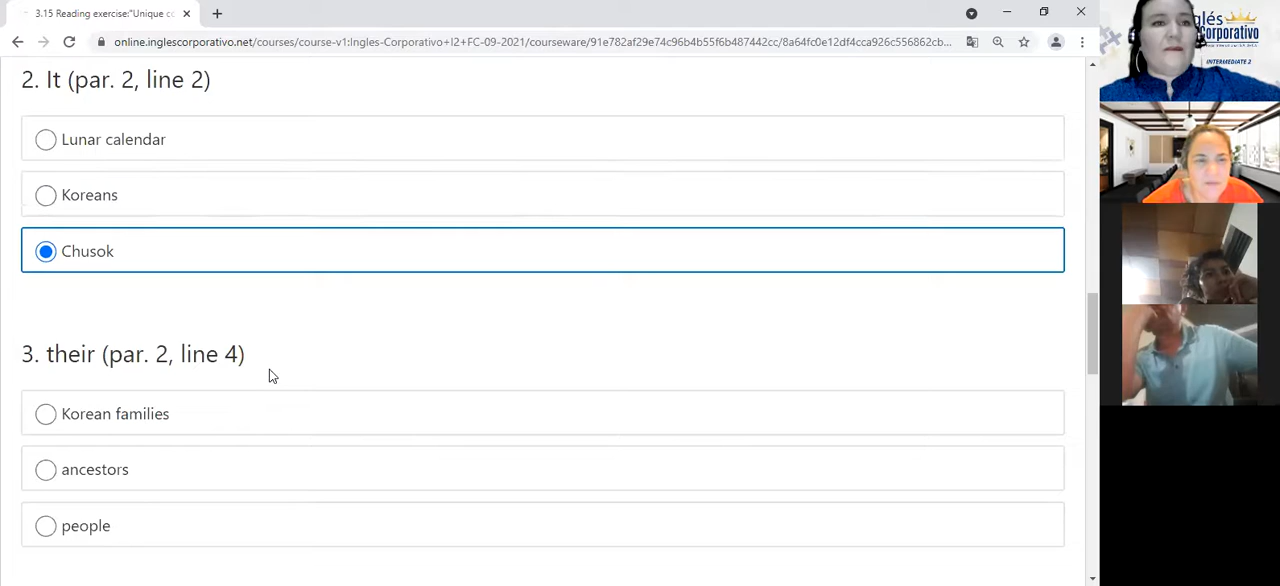 3.15 Reading exercise:"Unique cc
online.inglescorporativo.net/courses/course-v1:Ingles-Corporativo+I2+FC-09-2021/courseware/91e782af29e74c96b4b55f6b487442cc/8a64fc0e12df4cca926c556862cb...
2. It (par. 2, line 2)
Lunar calendar
Koreans
Chusok
3. their (par. 2, line 4)
Korean families
ancestors
people
glés
Corporativo
INTERMEDIATE 2